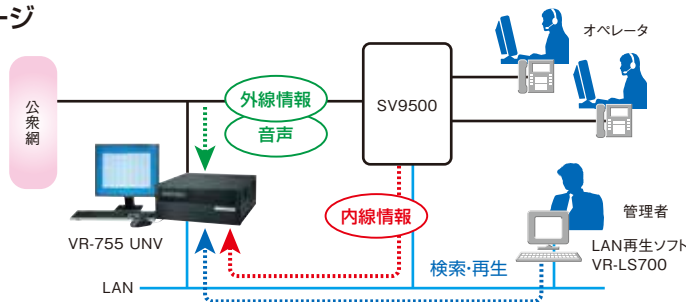 ージ
オペレータ
公衆網
外線情報
音声
SV9500
内線情報
管理者
LAN再生ソフト
VR-LS700
VR-755 UNV
検索・再生
LAN